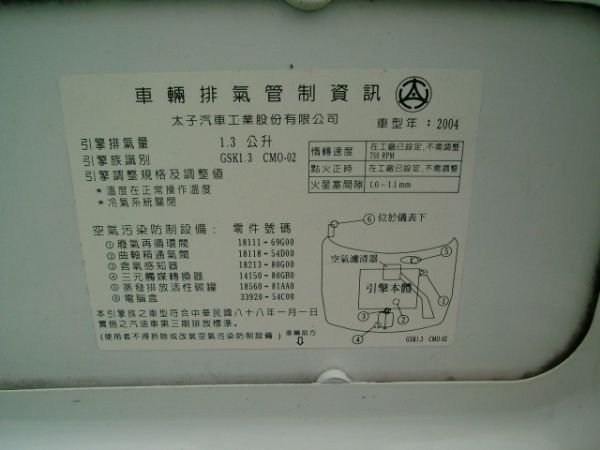 車輛排氣管制資訊
太子汽車工業股份有限公司
車型年：2004
引擎排氣量 1.3 公升
引擎族識別 GSK1.3 CMO-02
引擎調整規格及調整值
*溫度在正常操作溫度
*冷氣系統關閉
惰轉速度 在工廠已設定,不需調整
750 RPM
點火正時 在工廠已設定,不需調整
火星塞間隙 1.0-1.1mm
空氣污染防制設備： 零件號碼
①廢氣再循環閥 18111-69G00
②曲軸箱通氣閥 18118-54D00
③含氧感知器 18213-80G00
④三元觸媒轉換器 14150-80GB0
⑤蒸發排放活性碳罐 18560-81AA0
⑥電腦盒 33920-54C00
本引擎族之車型符合中華民國八十八年一月一日
實施之汽油車第三期排放標準。
(使用者不得拆除或改裝空氣污染防制設備)
車輛前方
⑥ 位於儀表下
空氣濾清器
⑤
引擎本體
①
③
②
④
GSK1.3 CMO-02